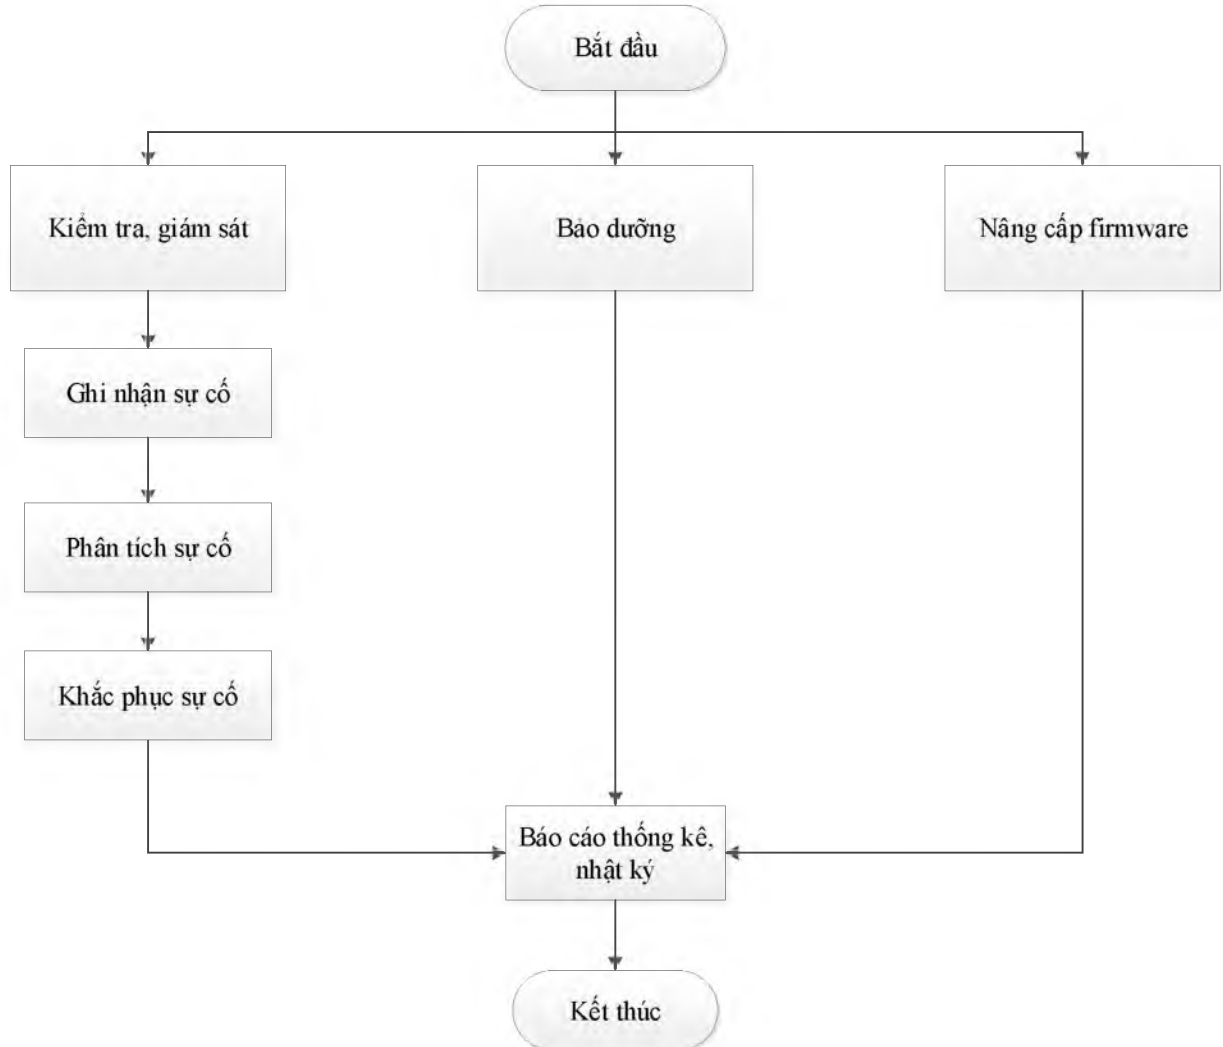 Bắt đầu
Kiểm tra, giám sát
Bảo dưỡng
Nâng cấp firmware
Ghi nhận sự cố
Phân tích sự cố
Khắc phục sự cố
Báo cáo thống kê,
nhật ký
Kết thúc